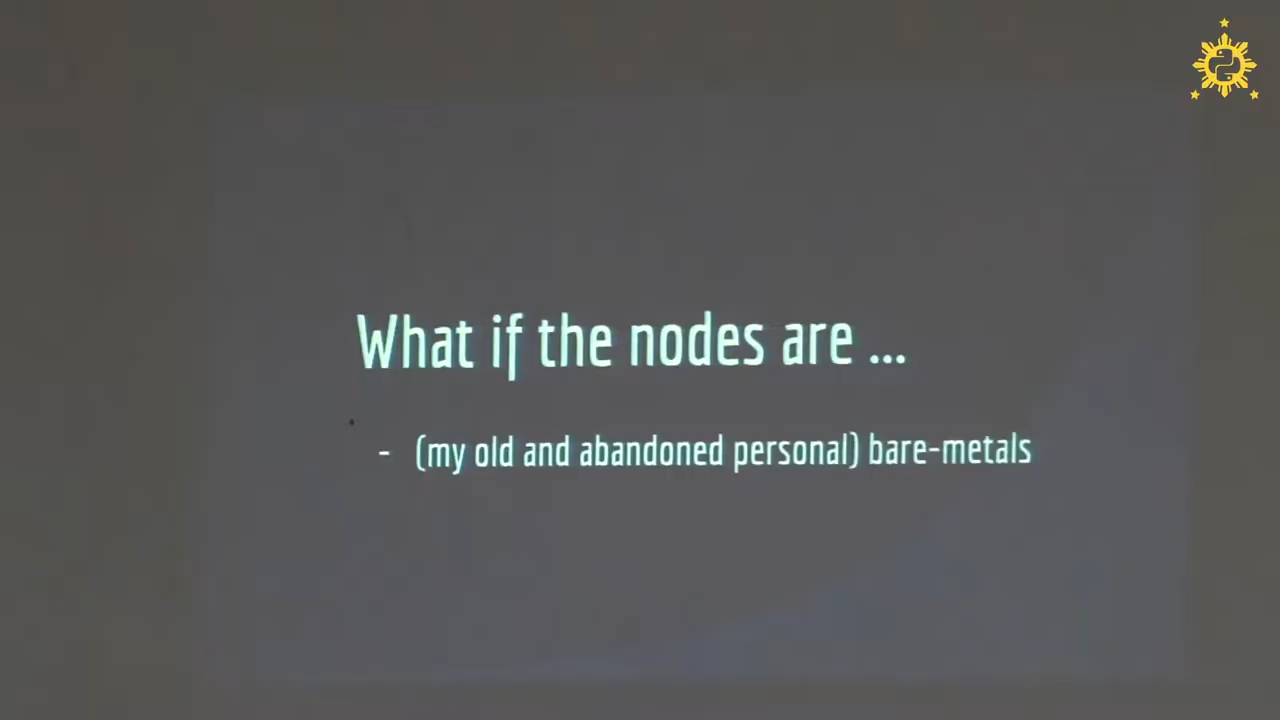 What if the nodes are ...
- (my old and abandoned personal) bare-metals